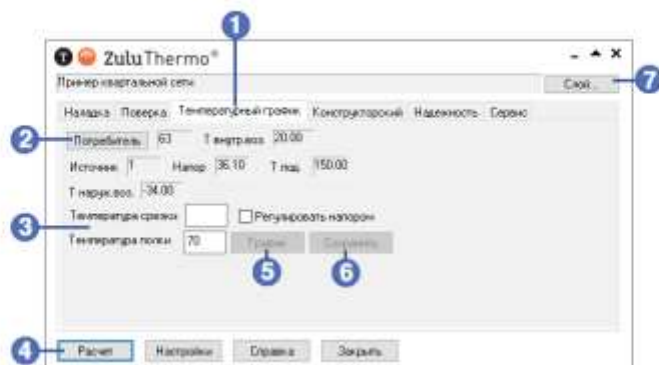 1
ZuluThermo®
Пример квартальной сети
Слой...
7
Наладка Поверка Температурный график Конструкторский Надежность Сервис
2
Потребитель 63 Т внутр.воз. 20.00
Источник 1 Напор 36.10 Т под. 150.00
Т наруж.воз. -34.00
3
Температура срезки Регулировать напором
Температура полки 70 График Сохранить
5 6
4
Расчет Настройки Справка Закрыть